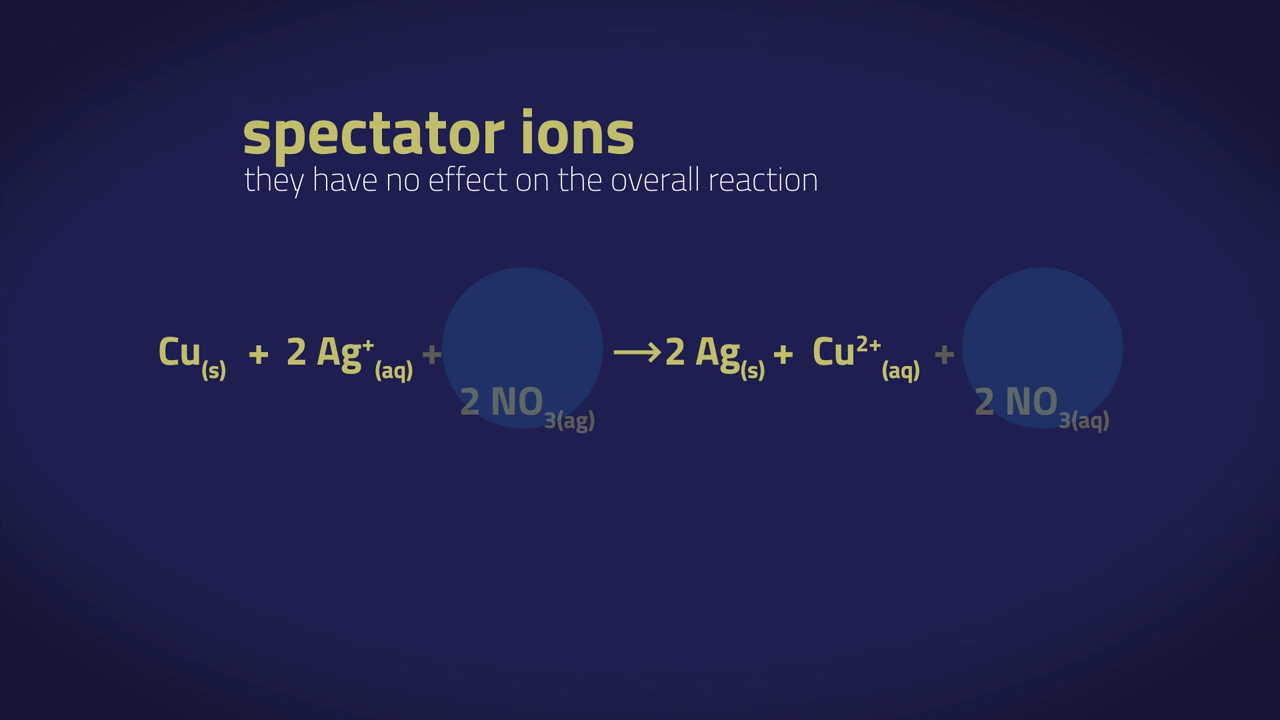 spectator ions
they have no effect on the overall reaction
Cu(s) + 2 Ag⁺(aq) + 2 NO₃(ag) ⟶ 2 Ag(s) + Cu²⁺(aq) + 2 NO₃(aq)